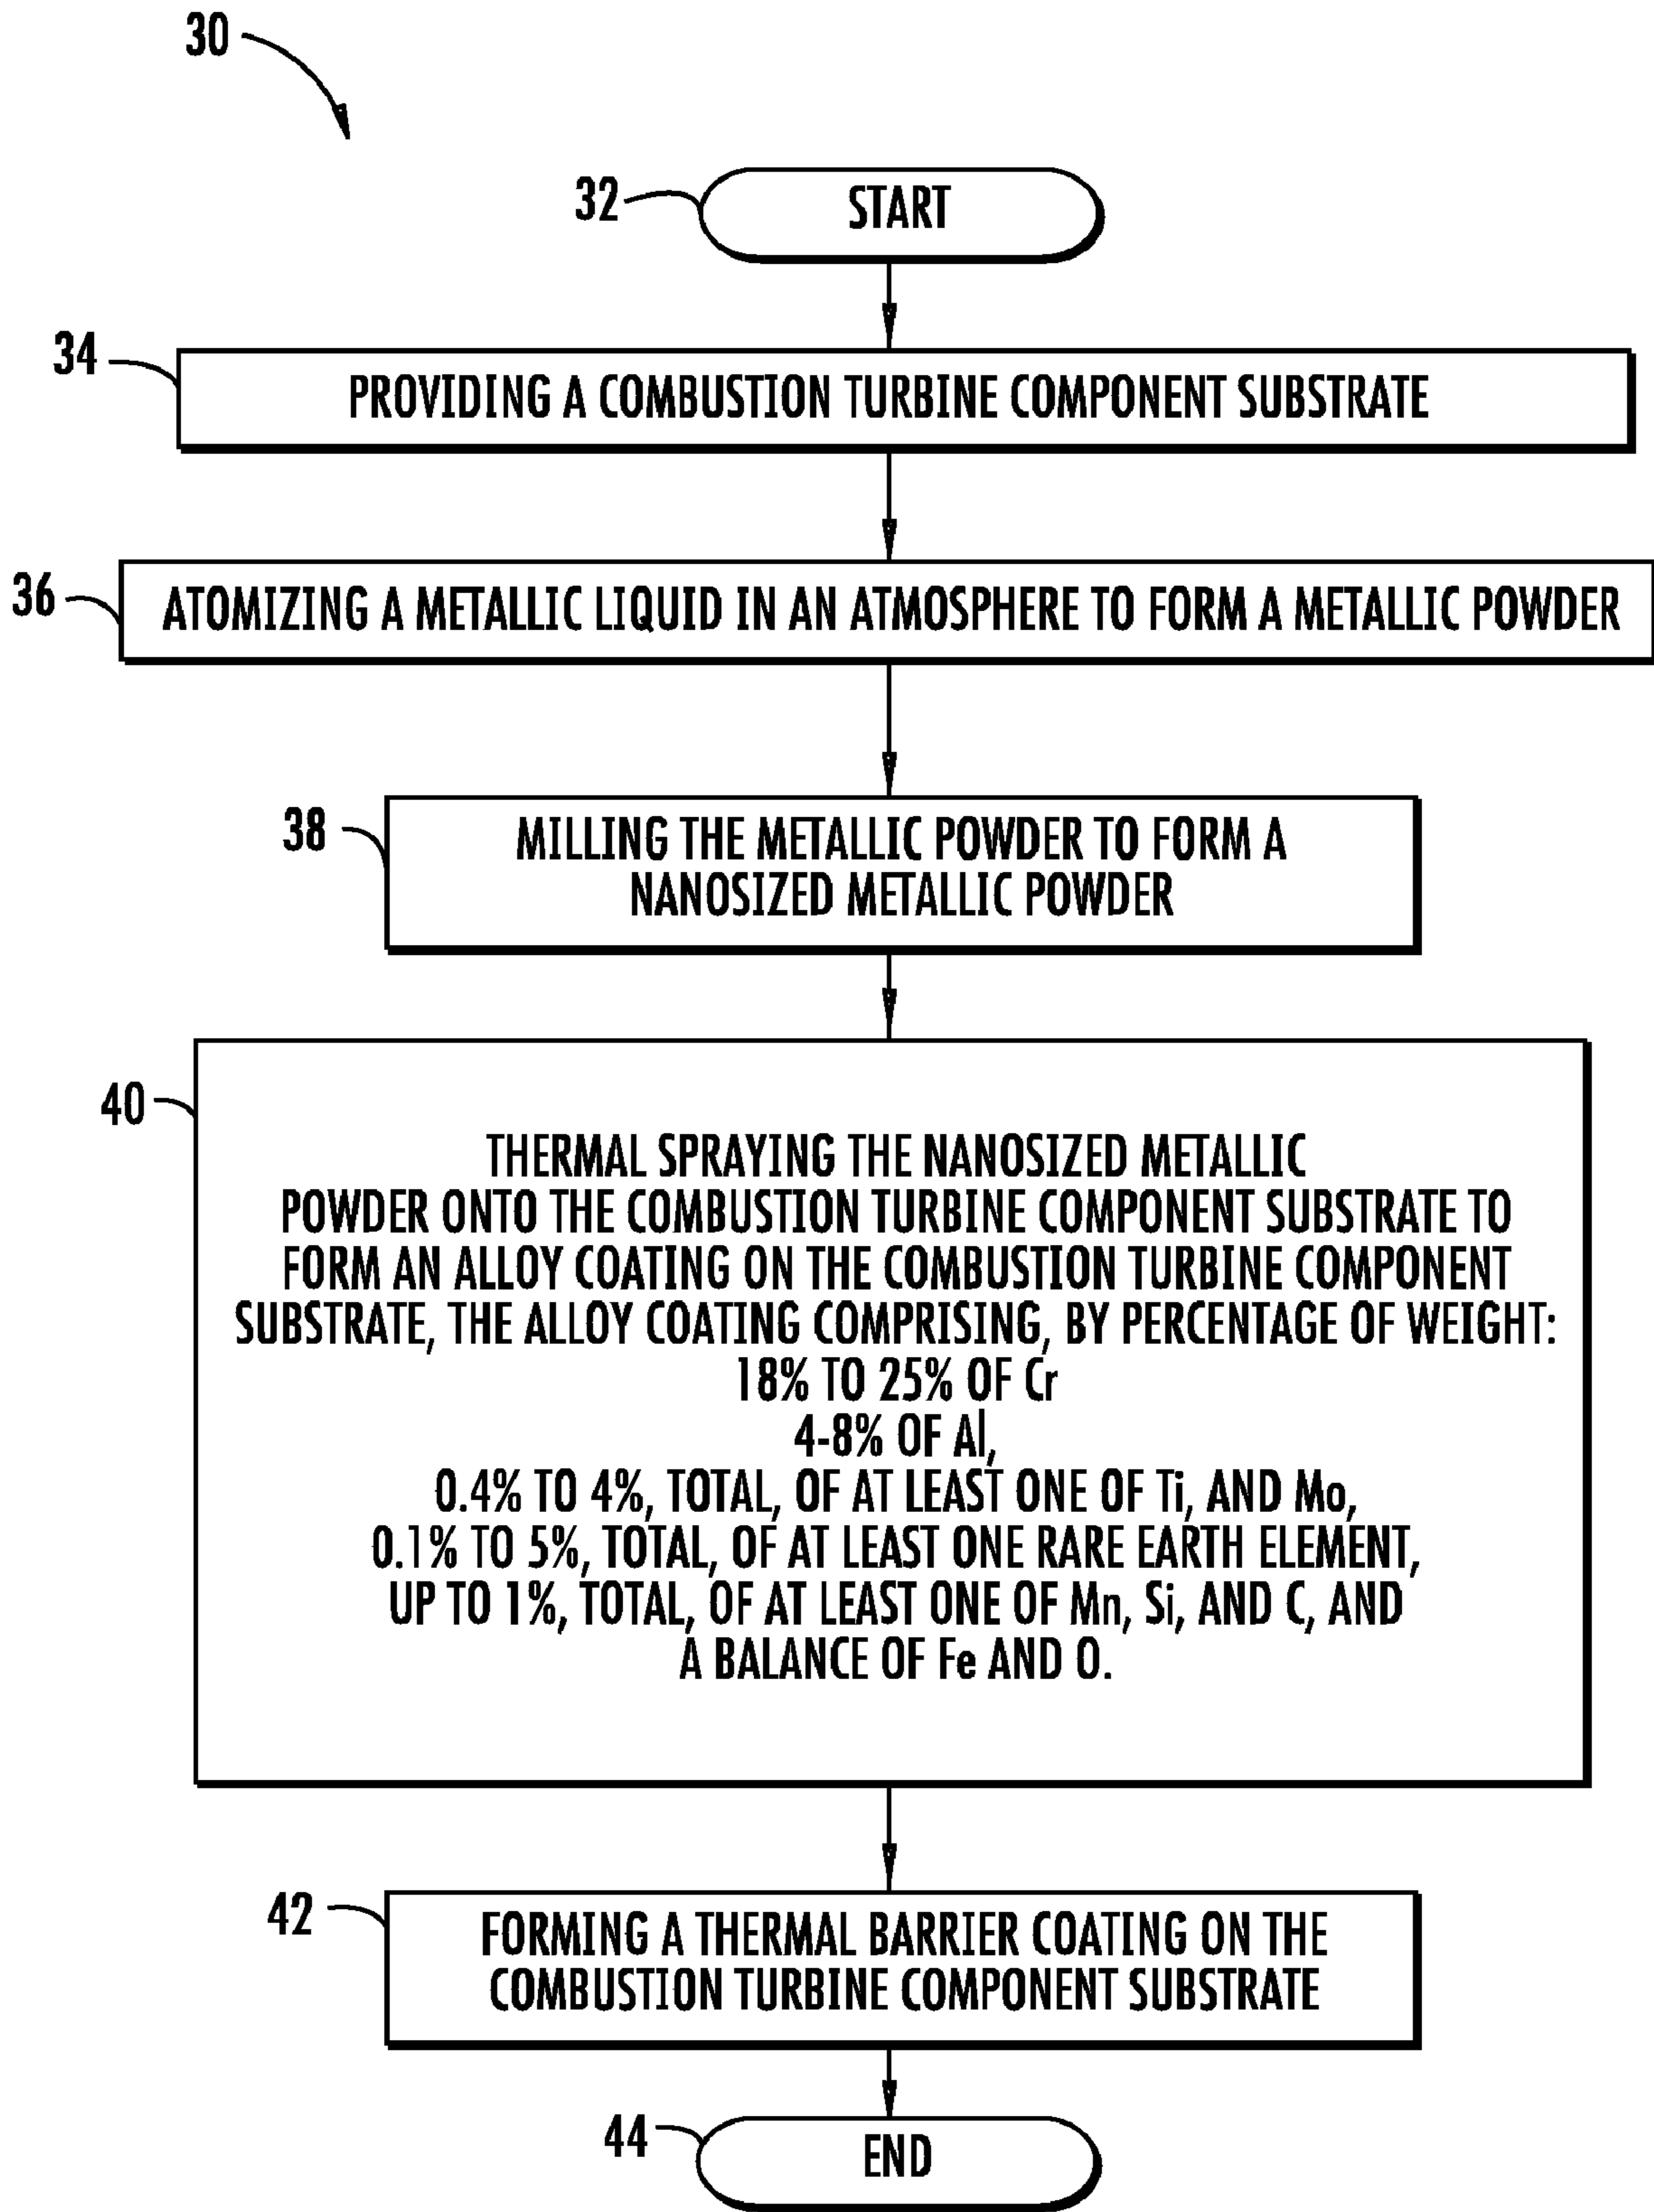 30
32
START
34
PROVIDING A COMBUSTION TURBINE COMPONENT SUBSTRATE
36
ATOMIZING A METALLIC LIQUID IN AN ATMOSPHERE TO FORM A METALLIC POWDER
38
MILLING THE METALLIC POWDER TO FORM A
NANOSIZED METALLIC POWDER
40
THERMAL SPRAYING THE NANOSIZED METALLIC
POWDER ONTO THE COMBUSTION TURBINE COMPONENT SUBSTRATE TO
FORM AN ALLOY COATING ON THE COMBUSTION TURBINE COMPONENT
SUBSTRATE, THE ALLOY COATING COMPRISING, BY PERCENTAGE OF WEIGHT:
18% TO 25% OF Cr
4-8% OF Al,
0.4% TO 4%, TOTAL, OF AT LEAST ONE OF Ti, AND Mo,
0.1% TO 5%, TOTAL, OF AT LEAST ONE RARE EARTH ELEMENT,
UP TO 1%, TOTAL, OF AT LEAST ONE OF Mn, Si, AND C, AND
A BALANCE OF Fe AND O.
42
FORMING A THERMAL BARRIER COATING ON THE
COMBUSTION TURBINE COMPONENT SUBSTRATE
44
END